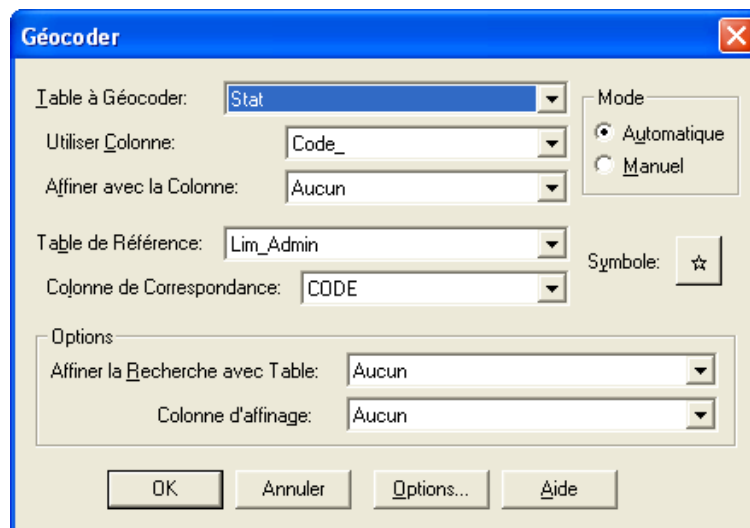 Géocoder
Table à Géocoder: Stat
Mode
Utiliser Colonne: Code_
Automatique
Manuel
Affiner avec la Colonne: Aucun
Table de Référence: Lim_Admin
Symbole:
Colonne de Correspondance: CODE
Options
Affiner la Recherche avec Table: Aucun
Colonne d'affinage: Aucun
OK Annuler Options... Aide